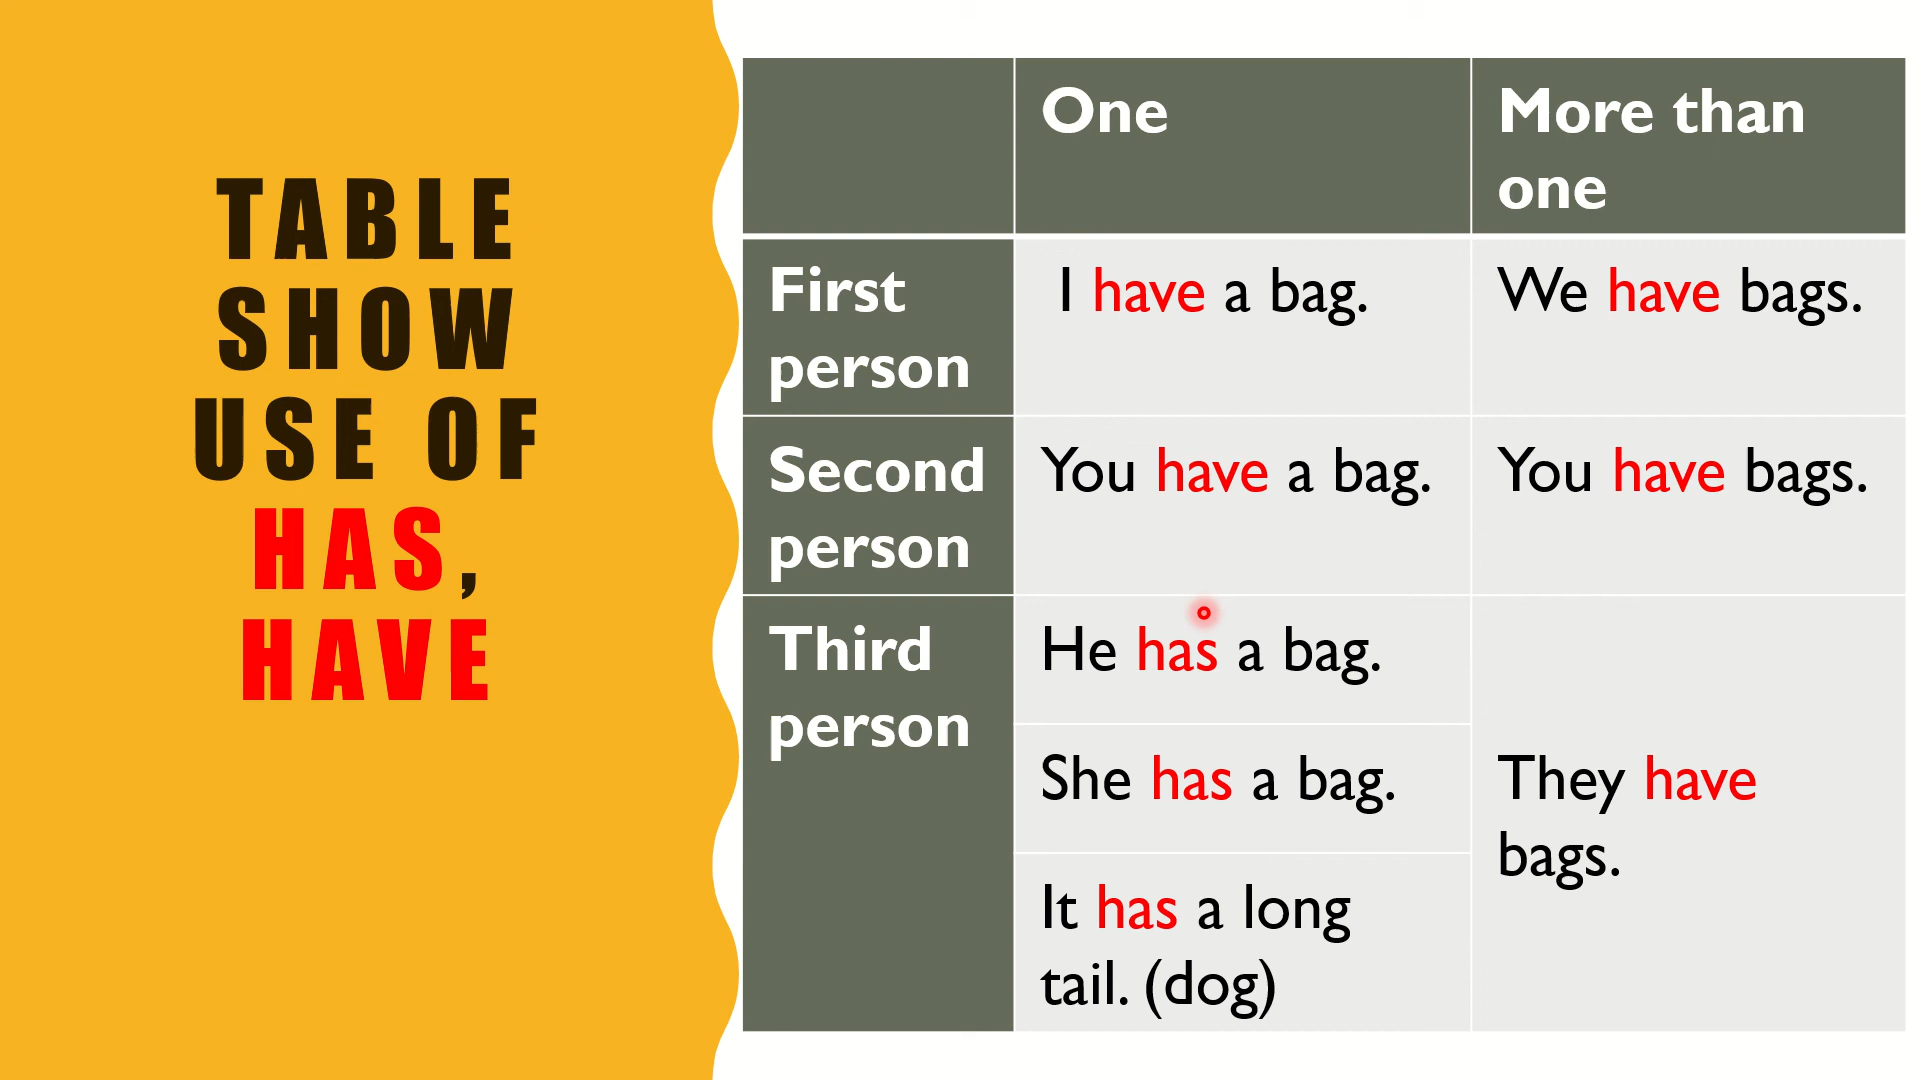 TABLE
SHOW
USE OF
HAS,
HAVE
One
More than
one
First
person
I have a bag.
We have bags.
Second
person
You have a bag.
You have bags.
Third
person
He has a bag.
She has a bag.
It has a long
tail. (dog)
They have
bags.